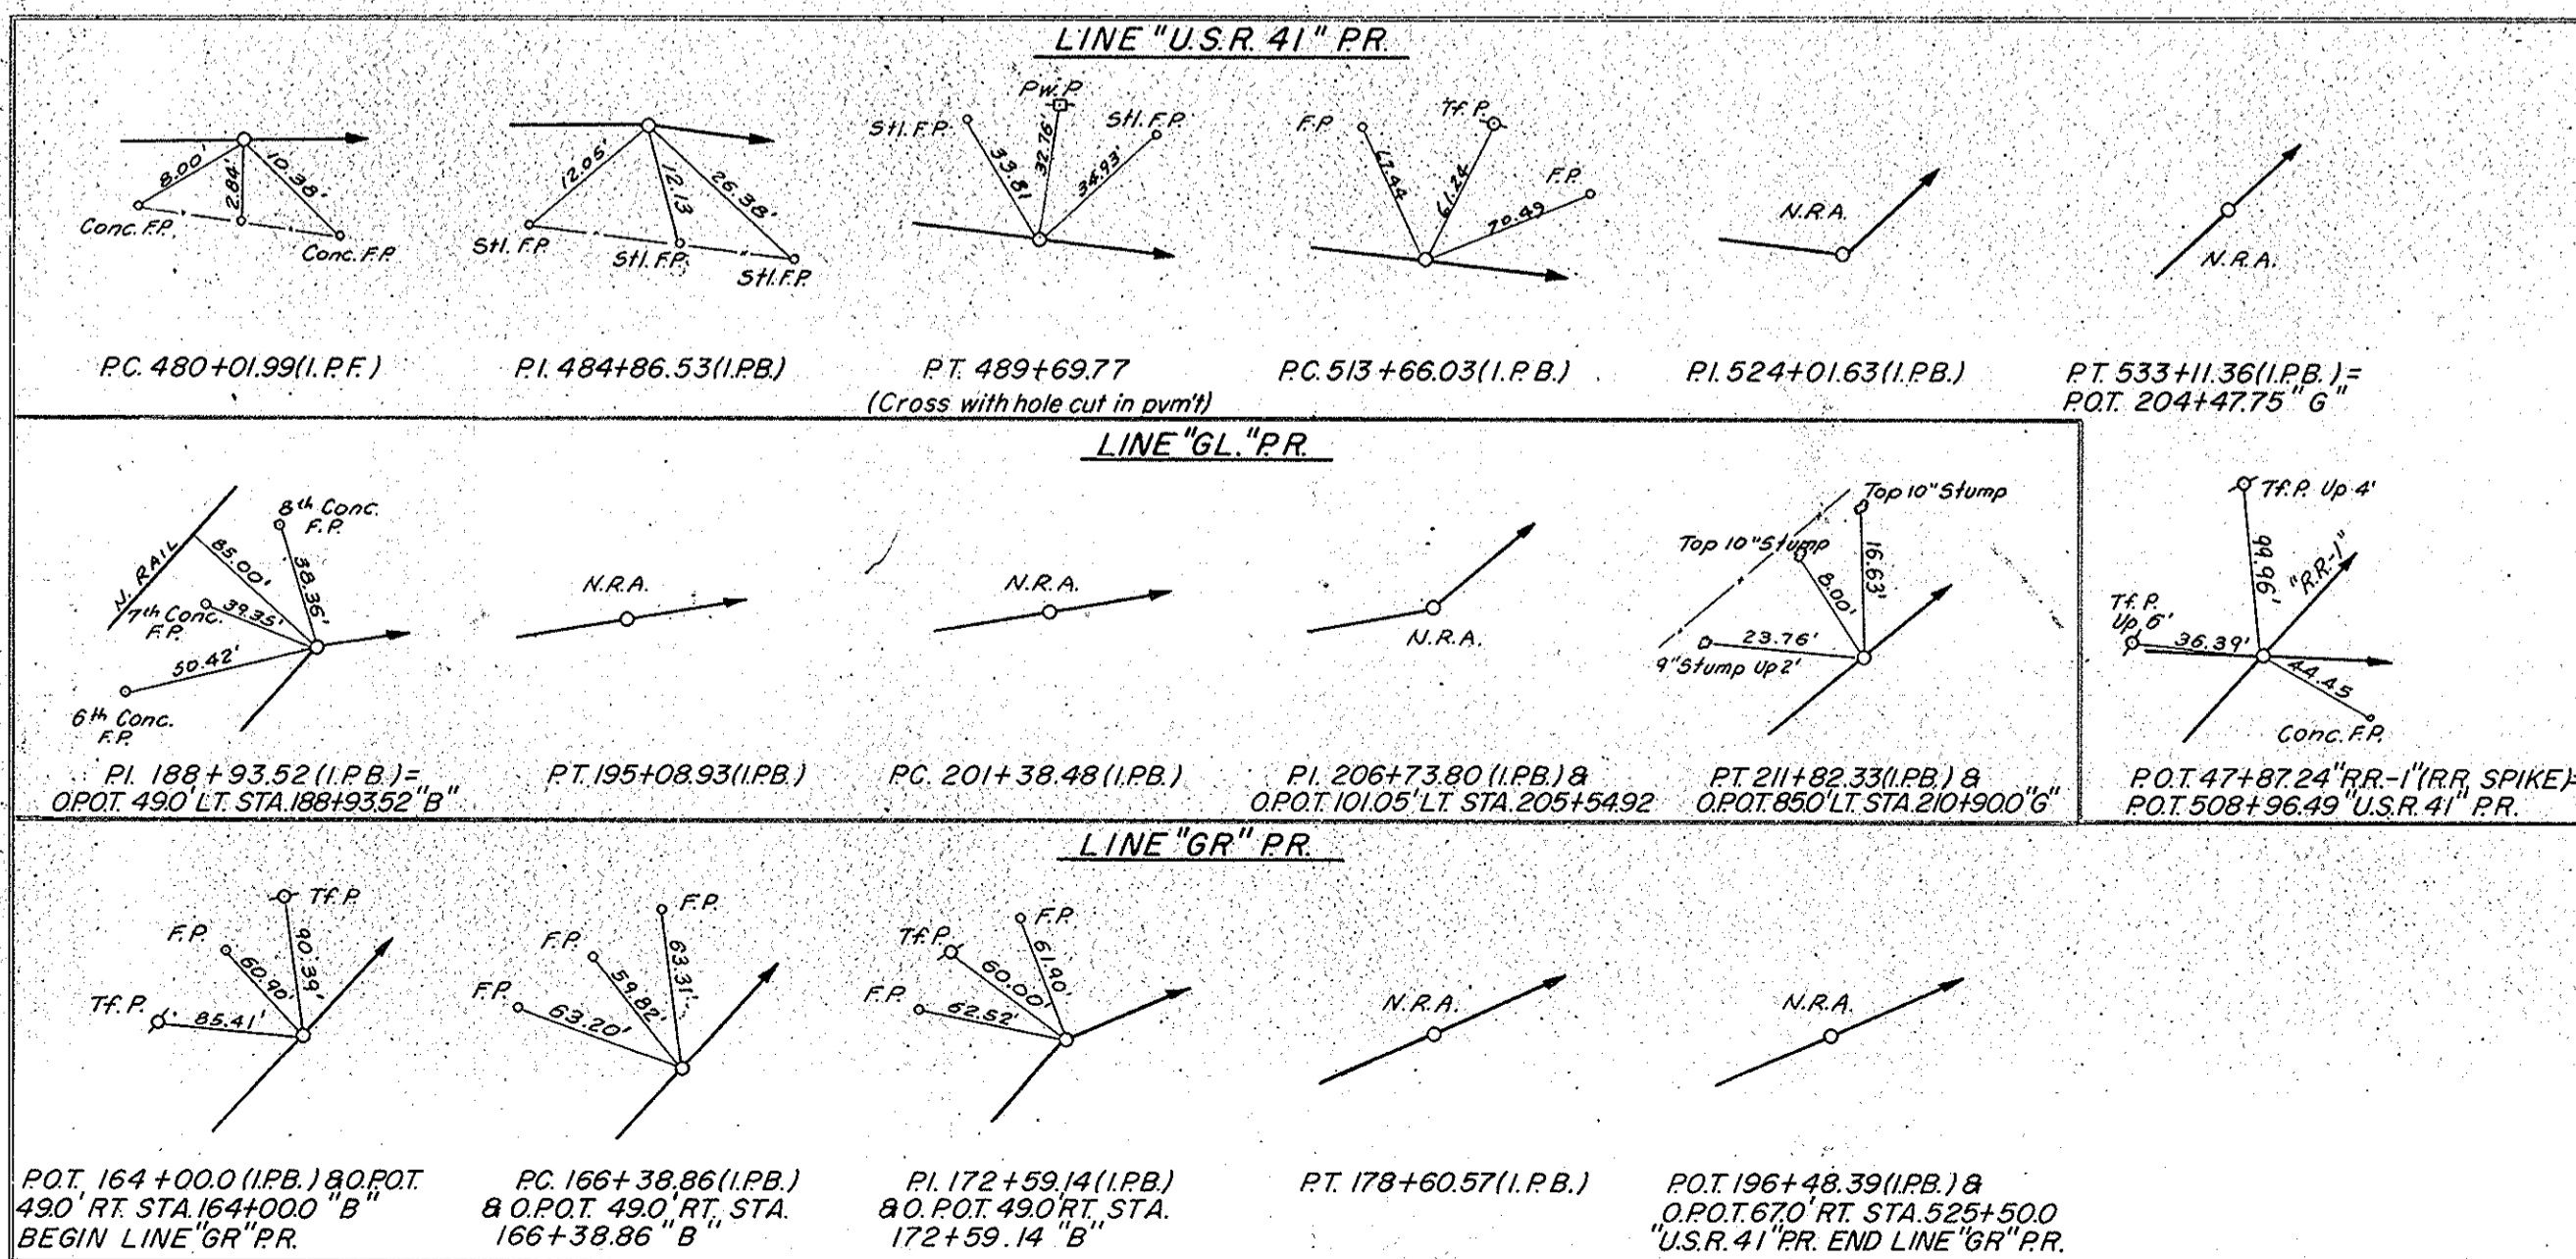 LINE "U.S.R. 41" P.R.
8.00'
2.84'
10.38'
Conc. F.P.
Conc. F.P.
P.C. 480+01.99(I.P.F.)
12.05'
12.13
26.38'
Stl. F.P.
Stl. F.P.
Stl. F.P.
P.I. 484+86.53(I.P.B.)
Stl. F.P.
Pw. P.
Stl. F.P.
33.81
32.76'
34.93'
P.T. 489+69.77
(Cross with hole cut in pvm't)
F.P.
Tf. P.
F.P.
61.24
70.49
P.C. 513+66.03(I.P.B.)
N.R.A.
P.I. 524+01.63(I.P.B.)
N.R.A.
P.T. 533+11.36(I.P.B.)=
P.O.T. 204+47.75 "G"
LINE "GL." P.R.
N. RAIL
8th Conc.
F.P.
85.00'
38.36'
7th Conc.
F.P.
39.35'
50.42'
6th Conc.
F.P.
P.I. 188+93.52 (I.P.B.)=
O.P.O.T. 49.0' LT. STA. 188+93.52 "B"
N.R.A.
P.T. 195+08.93(I.P.B.)
N.R.A.
P.C. 201+38.48 (I.P.B.)
N.R.A.
P.I. 206+73.80 (I.P.B.) &
O.P.O.T. 101.05' LT. STA. 205+54.92
Top 10" Stump
Top 10" Stump
16.63'
8.00'
23.76'
9" Stump Up 2'
P.T. 211+82.33(I.P.B.) &
O.P.O.T. 85.0' LT. STA. 210+90.0 "G"
Tf. P. Up 4'
99.96'
"R.R.-1"
Tf. P.
Up 6'
36.39'
44.45
Conc. F.P.
P.O.T. 47+87.24 "R.R.-1" (R.R. SPIKE)=
P.O.T. 508+96.49 "U.S.R. 41" P.R.
LINE "GR" P.R.
Tf. P.
F.P.
90.39'
60.90'
Tf. P.
85.41'
P.O.T. 164+00.0 (I.P.B.) & O.P.O.T.
49.0' RT. STA. 164+00.0 "B"
BEGIN LINE "GR" P.R.
F.P.
F.P.
63.31'
59.82'
F.P.
63.20'
P.C. 166+38.86(I.P.B.)
& O.P.O.T. 49.0' RT. STA.
166+38.86 "B"
F.P.
Tf. P.
61.40'
60.00'
F.P.
62.52'
P.I. 172+59.14(I.P.B.)
& O.P.O.T. 49.0' RT. STA.
172+59.14 "B"
N.R.A.
P.T. 178+60.57(I.P.B.)
N.R.A.
P.O.T. 196+48.39(I.P.B.) &
O.P.O.T. 67.0' RT. STA. 525+50.0
"U.S.R. 41" P.R. END LINE "GR" P.R.